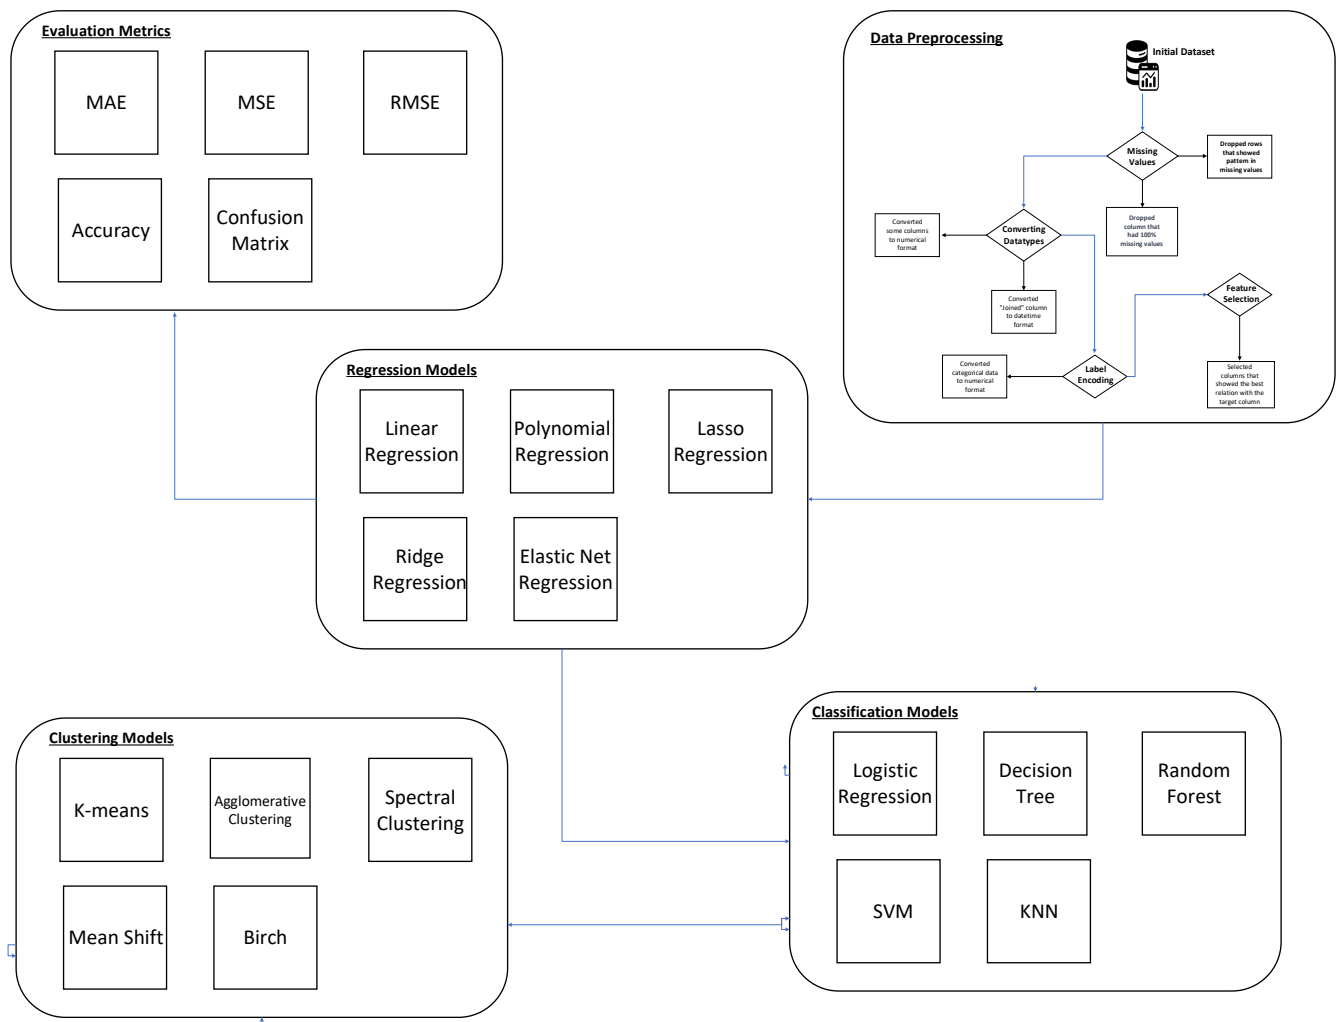 Evaluation Metrics
MAE
MSE
RMSE
Accuracy
Confusion
Matrix
Data Preprocessing
Initial Dataset
Missing
Values
Dropped rows
that showed
pattern in
missing values
Dropped
column that
had 100%
missing values
Converting
Datatypes
Converted
some columns
to numerical
format
Converted
"Joined" column
to datetime
format
Feature
Selection
Label
Encoding
Converted
categorical data
to numerical
format
Selected
columns that
showed the best
relation with the
target column
Regression Models
Linear
Regression
Polynomial
Regression
Lasso
Regression
Ridge
Regression
Elastic Net
Regression
Clustering Models
K-means
Agglomerative
Clustering
Spectral
Clustering
Mean Shift
Birch
Classification Models
Logistic
Regression
Decision
Tree
Random
Forest
SVM
KNN